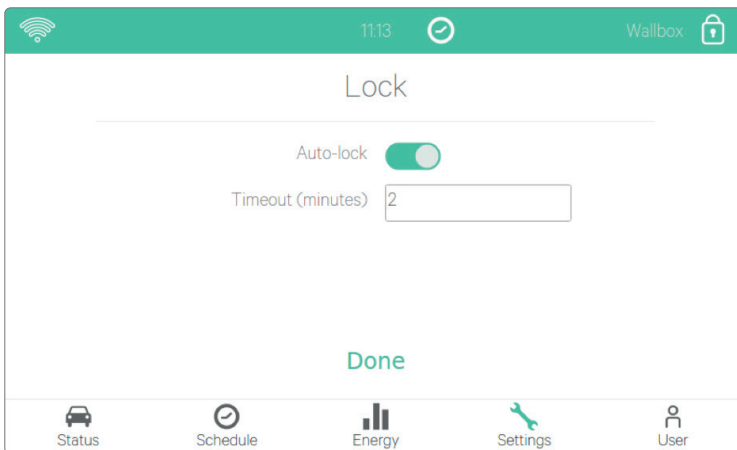 11:13 Wallbox
Lock
Auto-lock
Timeout (minutes) 2
Done
Status Schedule Energy Settings User